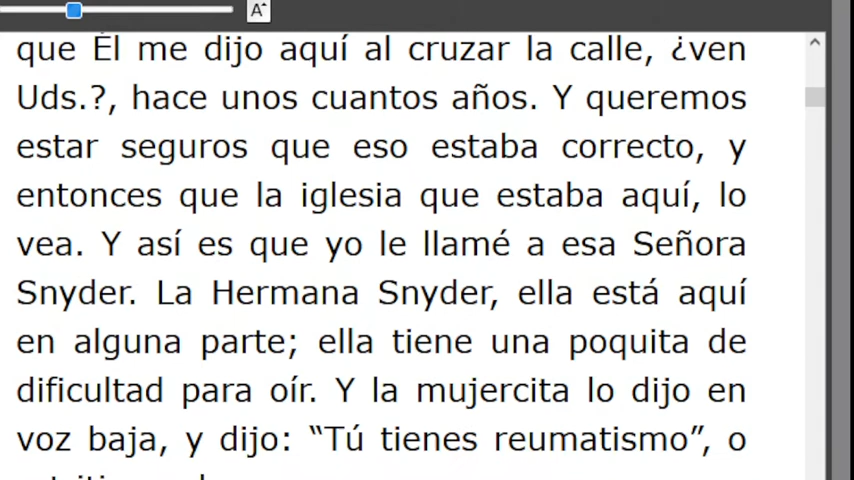 A
que Él me dijo aquí al cruzar la calle, ¿ven
Uds.?, hace unos cuantos años. Y queremos
estar seguros que eso estaba correcto, y
entonces que la iglesia que estaba aquí, lo
vea. Y así es que yo le llamé a esa Señora
Snyder. La Hermana Snyder, ella está aquí
en alguna parte; ella tiene una poquita de
dificultad para oír. Y la mujercita lo dijo en
voz baja, y dijo: “Tú tienes reumatismo”, o